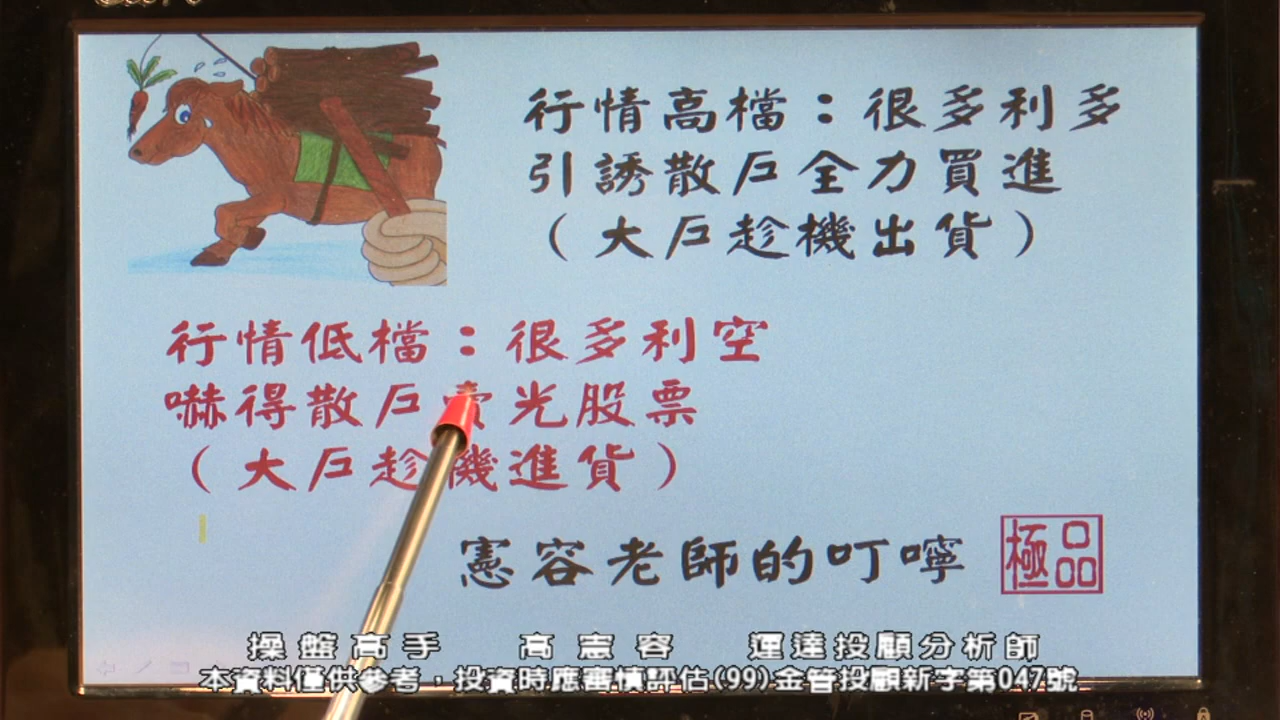 行情高檔：很多利多
引誘散戶全力買進
（大戶趁機出貨）
行情低檔：很多利空
嚇得散戶賣光股票
（大戶趁機進貨）
憲容老師的叮嚀
極品
操盤高手 高憲容 運達投顧分析師
本資料僅供參考，投資時應審慎評估(99)金管投顧新字第047號